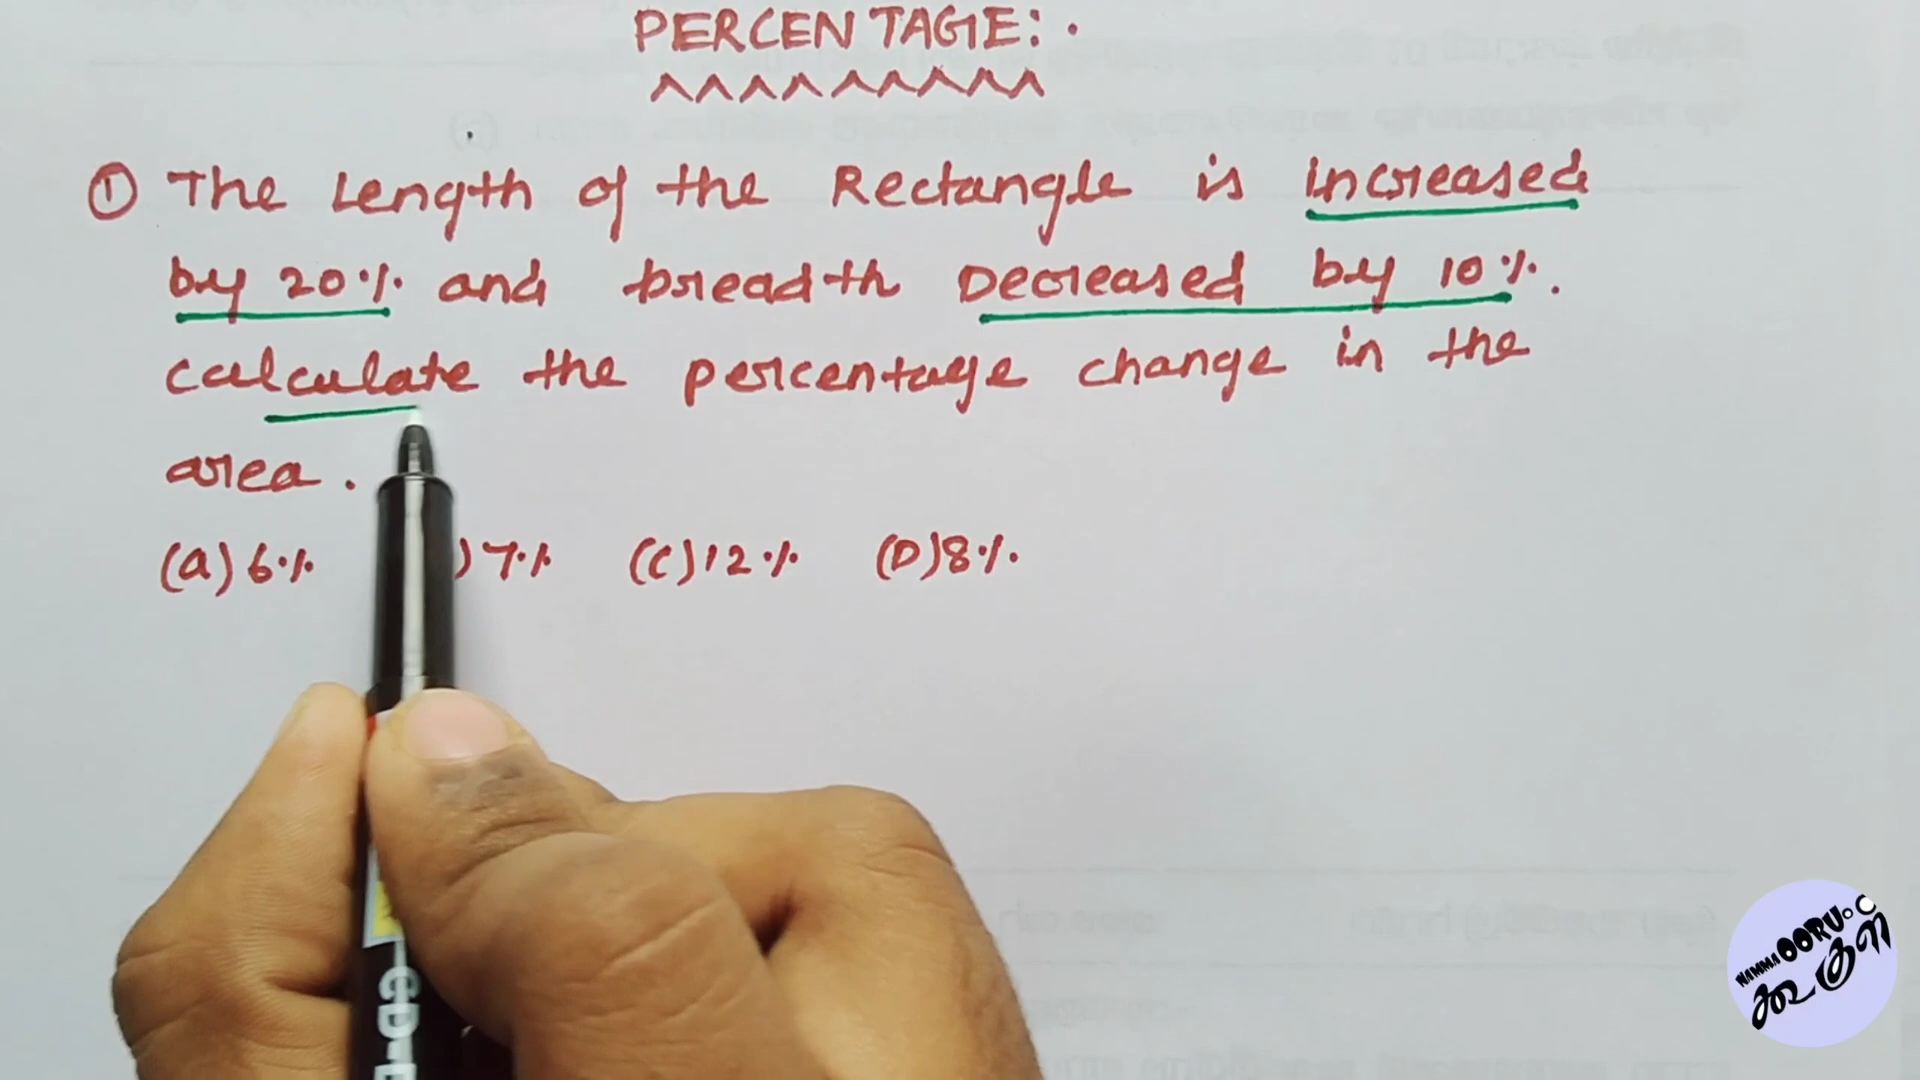 PERCENTAGE:
① The Length of the Rectangle is increased
by 20% and breadth Decreased by 10%.
calculate the percentage change in the
area.
(a) 6% ) 7% (c) 12% (D) 8%
NAMMA OORU